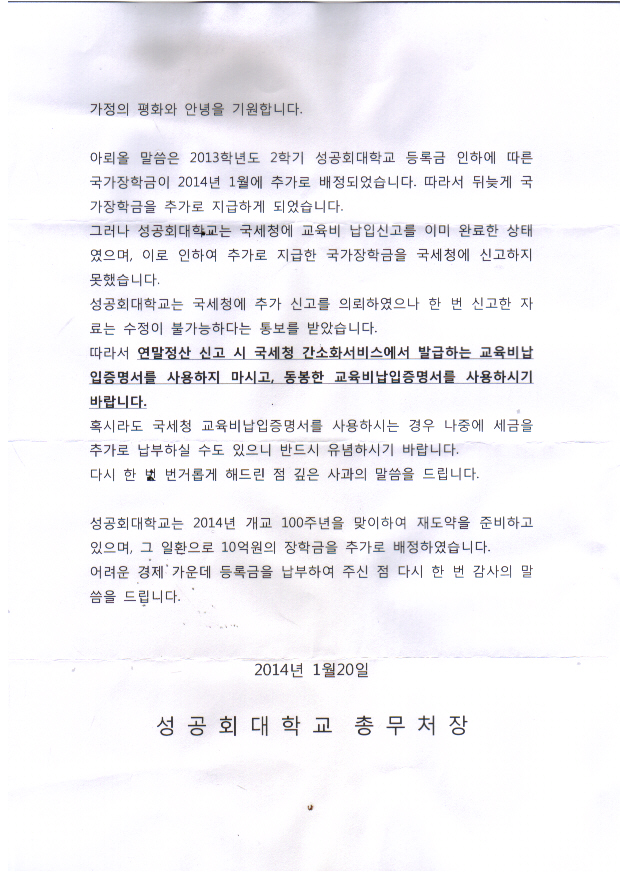 가정의 평화와 안녕을 기원합니다.
아뢰올 말씀은 2013학년도 2학기 성공회대학교 등록금 인하에 따른
국가장학금이 2014년 1월에 추가로 배정되었습니다. 따라서 뒤늦게 국
가장학금을 추가로 지급하게 되었습니다.
그러나 성공회대학교는 국세청에 교육비 납입신고를 이미 완료한 상태
였으며, 이로 인하여 추가로 지급한 국가장학금을 국세청에 신고하지
못했습니다.
성공회대학교는 국세청에 추가 신고를 의뢰하였으나 한 번 신고한 자
료는 수정이 불가능하다는 통보를 받았습니다.
따라서 연말정산 신고 시 국세청 간소화서비스에서 발급하는 교육비납
입증명서를 사용하지 마시고, 동봉한 교육비납입증명서를 사용하시기
바랍니다.
혹시라도 국세청 교육비납입증명서를 사용하시는 경우 나중에 세금을
추가로 납부하실 수도 있으니 반드시 유념하시기 바랍니다.
다시 한 번 번거롭게 해드린 점 깊은 사과의 말씀을 드립니다.
성공회대학교는 2014년 개교 100주년을 맞이하여 재도약을 준비하고
있으며, 그 일환으로 10억원의 장학금을 추가로 배정하였습니다.
어려운 경제 가운데 등록금을 납부하여 주신 점 다시 한 번 감사의 말
씀을 드립니다.
2014년 1월20일
성공회대학교 총무처장